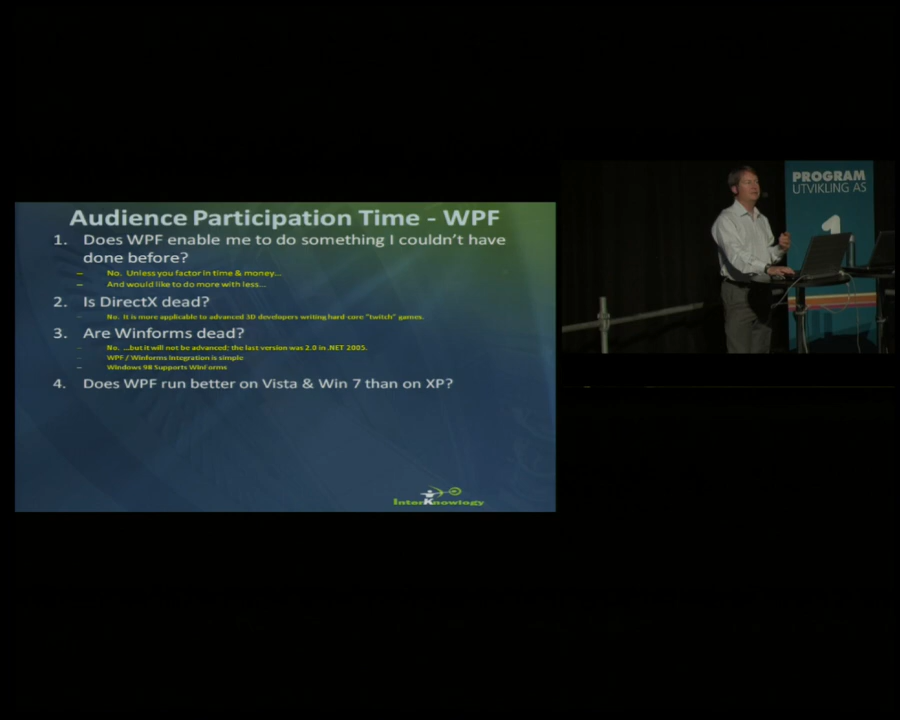 Audience Participation Time - WPF
1. Does WPF enable me to do something I couldn't have
done before?
– No. Unless you factor in time & money...
– And would like to do more with less...
2. Is DirectX dead?
– No. It is more applicable to advanced 3D developers writing hard-core "twitch" games.
3. Are Winforms dead?
– No. ...but it will not be advanced; the last version was 2.0 in .NET 2005.
– WPF / Winforms Integration is simple
– Windows 98 Supports WinForms
4. Does WPF run better on Vista & Win 7 than on XP?
InterKnowlogy
PROGRAM
UTVIKLING AS
1